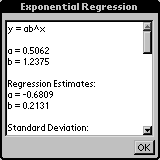 Exponential Regression
y = ab^x
a = 0.5062
b = 1.2375
Regression Estimates:
a = -0.6809
b = 0.2131
Standard Deviation:
OK